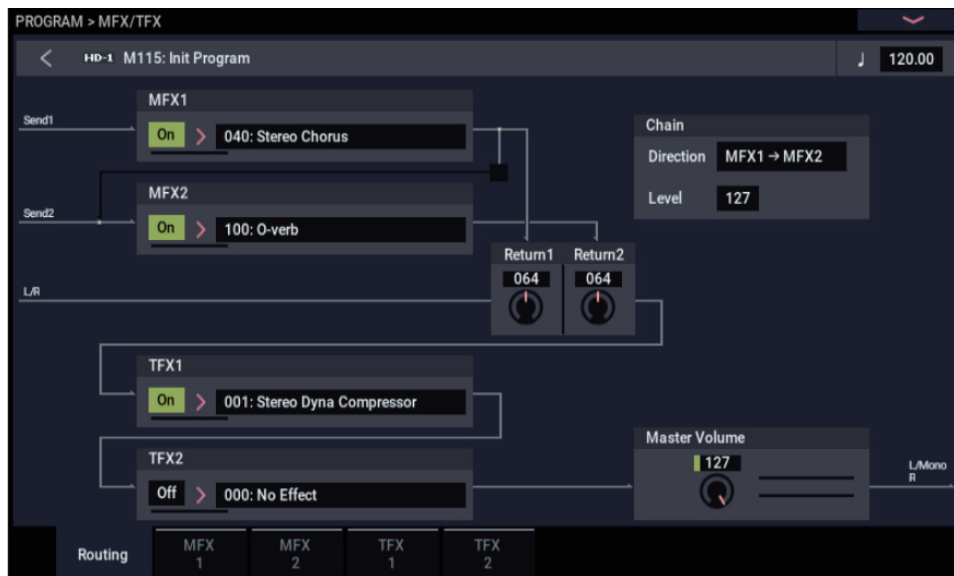 PROGRAM > MFX/TFX
HD-1 M115: Init Program
♩ 120.00
MFX1
Send1
On
040: Stereo Chorus
Chain
Direction MFX1 → MFX2
Level 127
MFX2
Send2
On
100: O-verb
Return1 Return2
064 064
L/R
TFX1
On
001: Stereo Dyna Compressor
Master Volume
127
L/Mono
R
TFX2
Off
000: No Effect
Routing
MFX
1
MFX
2
TFX
1
TFX
2